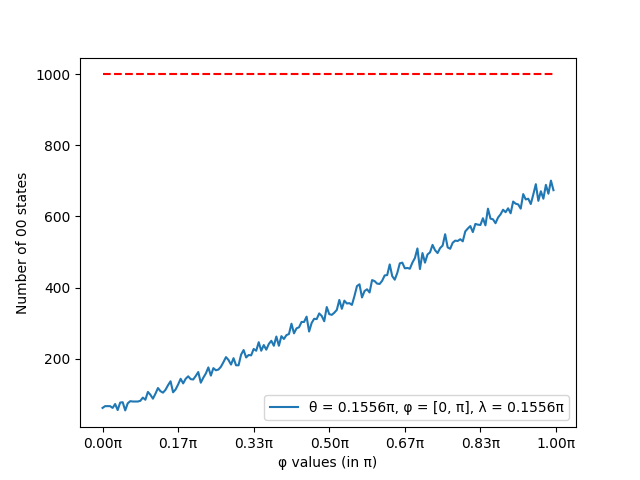 1000
800
600
400
200
Number of 00 states
θ = 0.1556π, φ = [0, π], λ = 0.1556π
0.00π 0.17π 0.33π 0.50π 0.67π 0.83π 1.00π
φ values (in π)